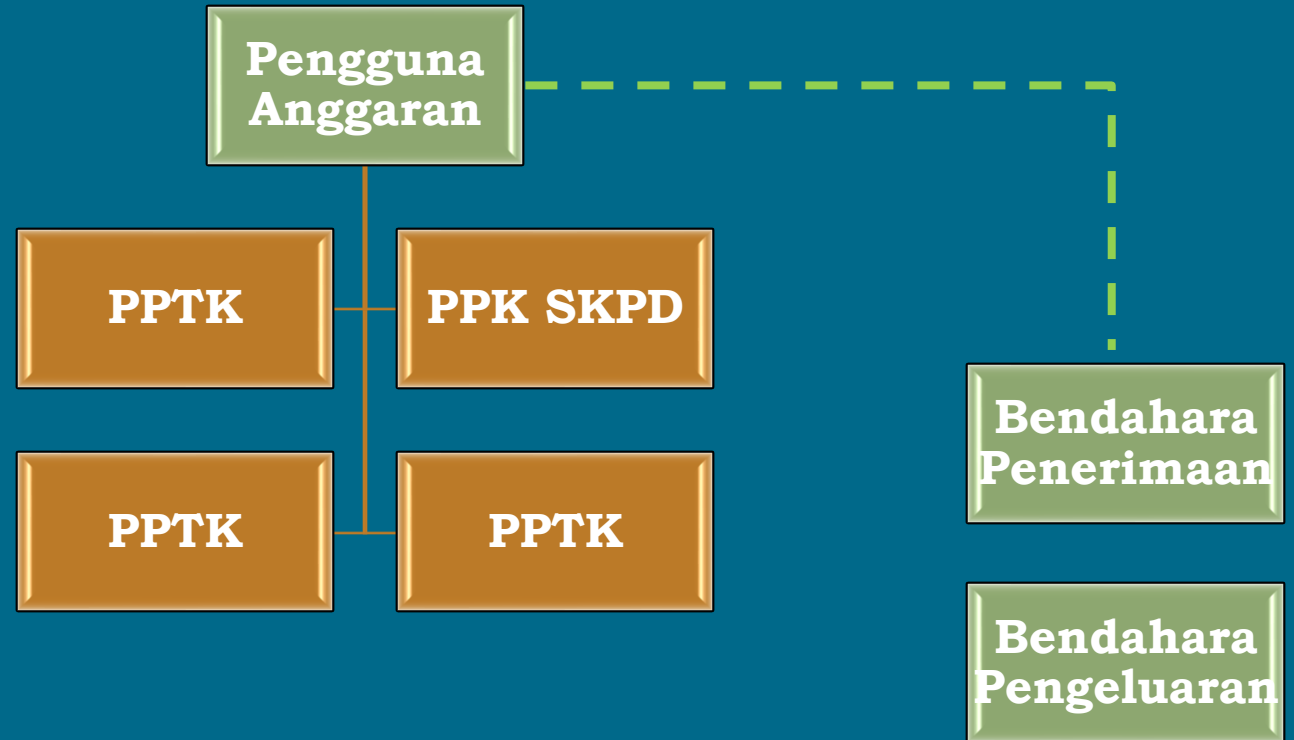 Pengguna
Anggaran
PPTK
PPK SKPD
PPTK
PPTK
Bendahara
Penerimaan
Bendahara
Pengeluaran